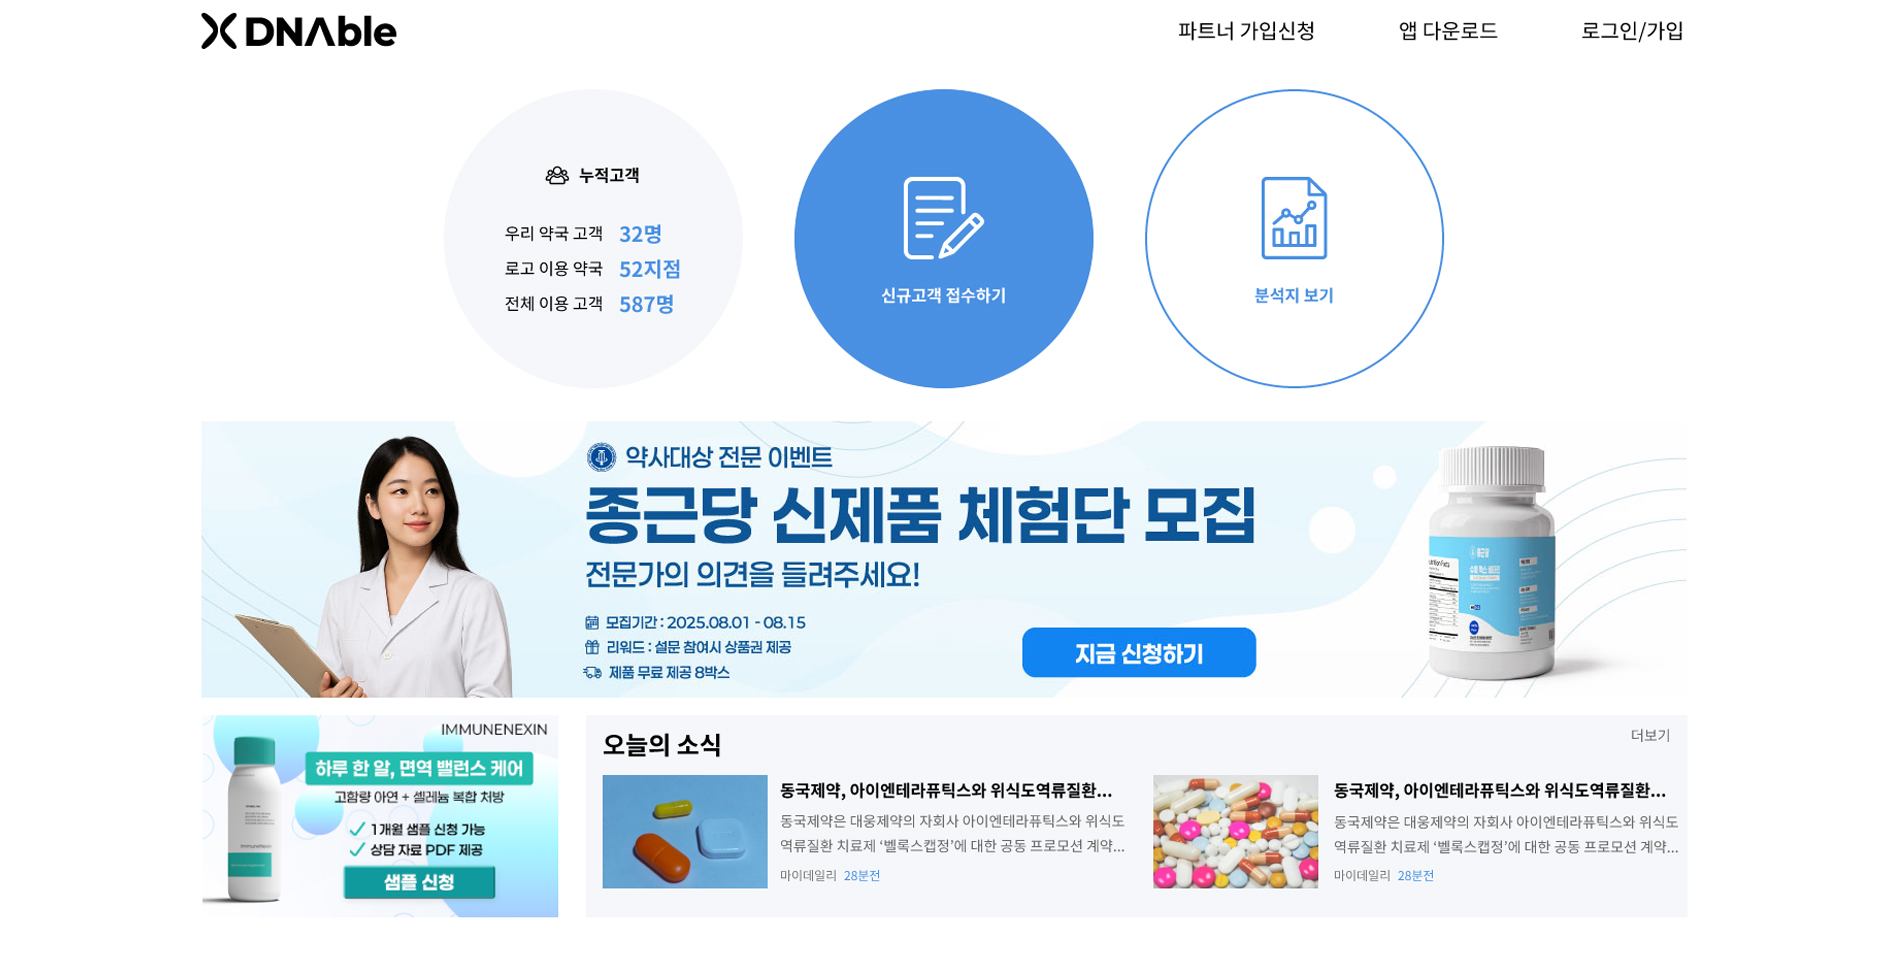 DNAble
파트너 가입신청
앱 다운로드
로그인/가입
누적고객
우리 약국 고객 32명
로고 이용 약국 52지점
전체 이용 고객 587명
신규고객 접수하기
분석지 보기
약사대상 전문 이벤트
종근당 신제품 체험단 모집
전문가의 의견을 들려주세요!
모집기간 : 2025.08.01 - 08.15
리워드 : 설문 참여시 상품권 제공
제품 무료 제공 8박스
지금 신청하기
종근당
IMMUNENEXIN
하루 한 알, 면역 밸런스 케어
고함량 아연 + 셀레늄 복합 처방
1개월 샘플 신청 가능
상담 자료 PDF 제공
샘플 신청
오늘의 소식
더보기
동국제약, 아이엔테라퓨틱스와 위식도역류질환...
동국제약은 대웅제약의 자회사 아이엔테라퓨틱스와 위식도
역류질환 치료제 ‘벨록스캡정’에 대한 공동 프로모션 계약...
마이데일리 28분전
동국제약, 아이엔테라퓨틱스와 위식도역류질환...
동국제약은 대웅제약의 자회사 아이엔테라퓨틱스와 위식도
역류질환 치료제 ‘벨록스캡정’에 대한 공동 프로모션 계약...
마이데일리 28분전